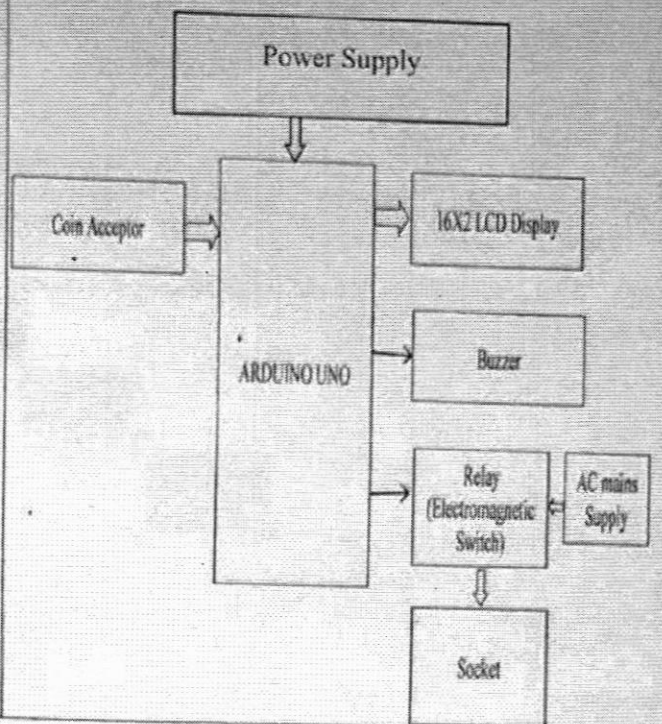 Power Supply
Coin Acceptor
16X2 LCD Display
ARDUINO UNO
Buzzer
Relay
(Electromagnetic
Switch)
AC mains
Supply
Socket